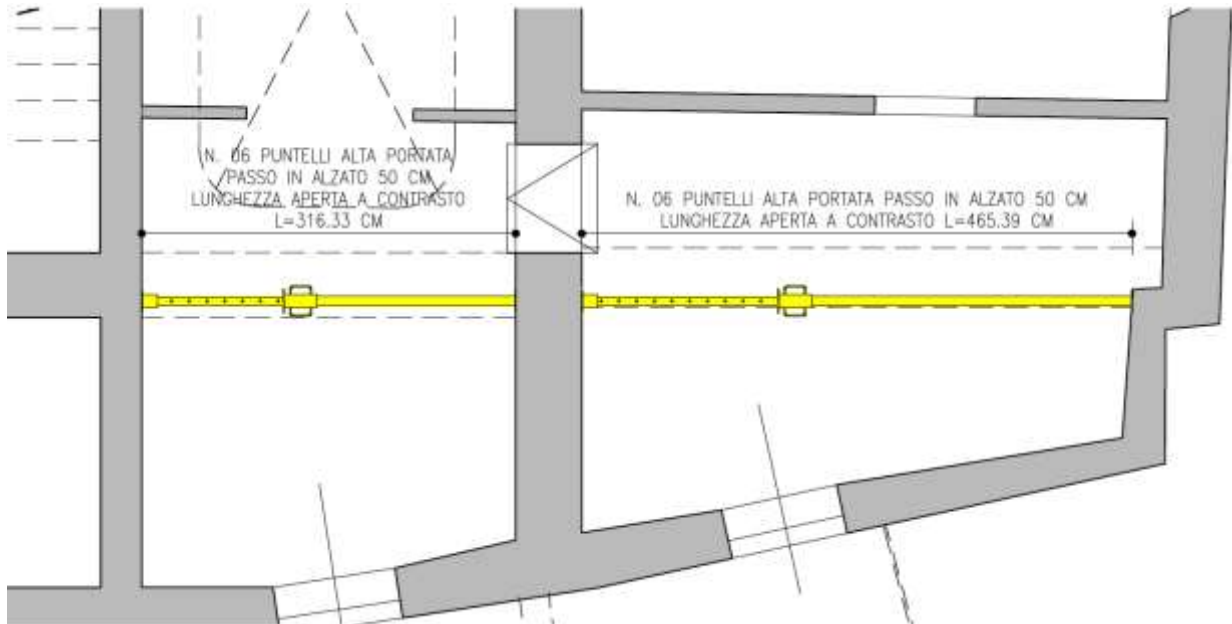 N. 06 PUNTELLI ALTA PORTATA
PASSO IN ALZATO 50 CM
LUNGHEZZA APERTA A CONTRASTO
L=316.33 CM
N. 06 PUNTELLI ALTA PORTATA PASSO IN ALZATO 50 CM
LUNGHEZZA APERTA A CONTRASTO L=465.39 CM